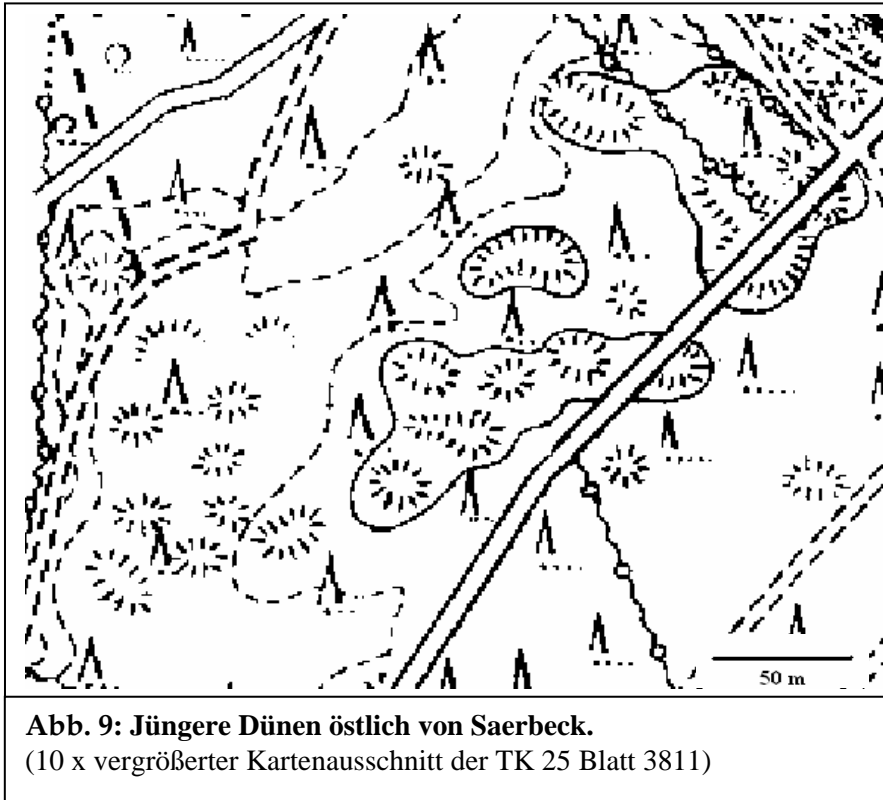 50 m
Abb. 9: Jüngere Dünen östlich von Saerbeck.
(10 x vergrößerter Kartenausschnitt der TK 25 Blatt 3811)